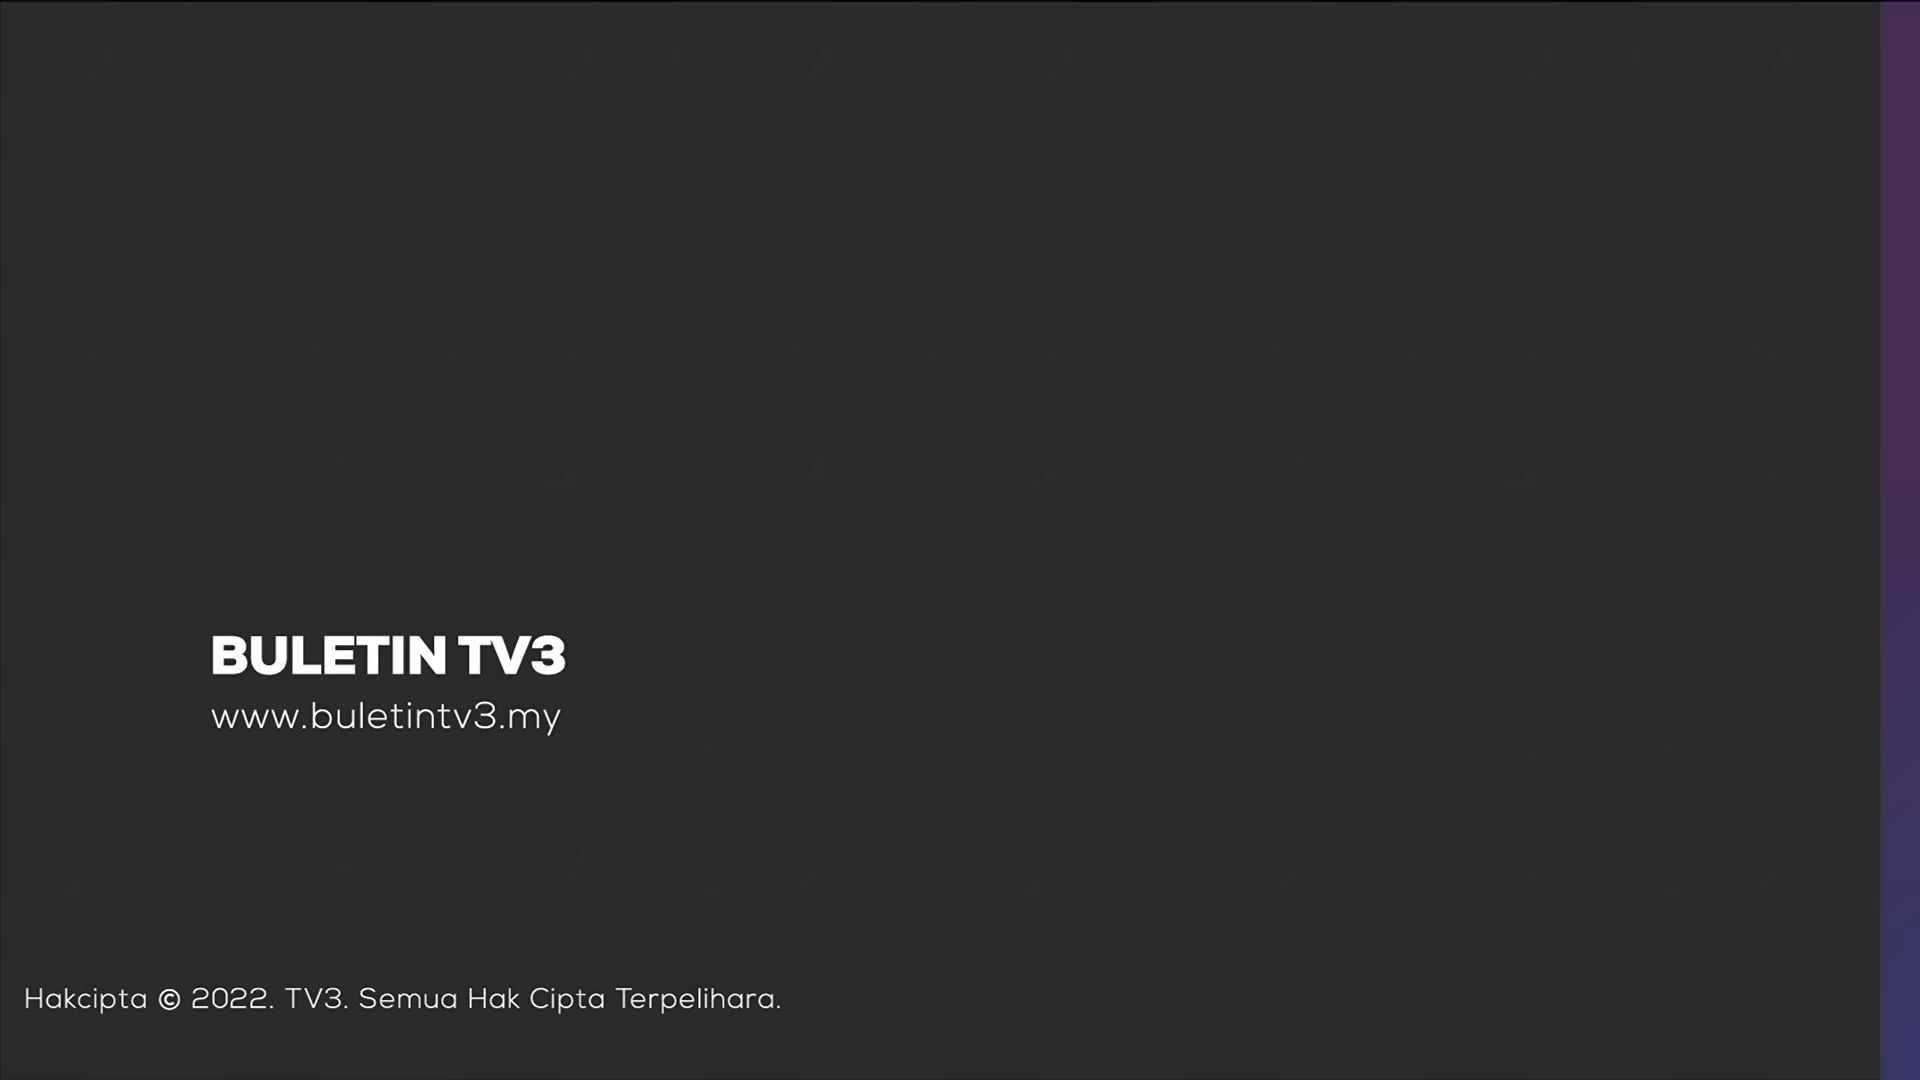 BULETIN TV3
www.buletintv3.my
Hakcipta © 2022. TV3. Semua Hak Cipta Terpelihara.